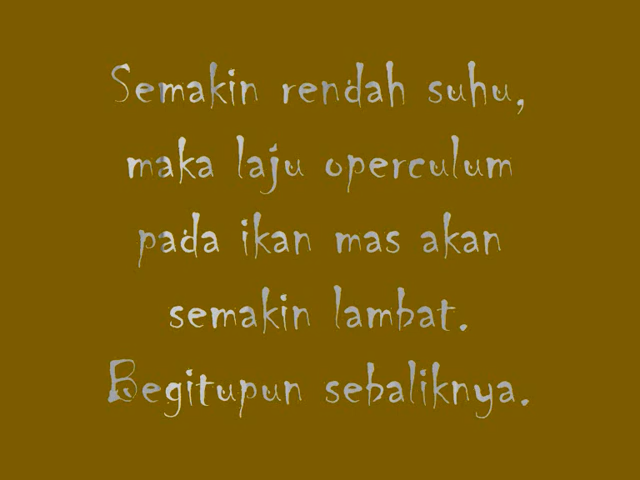 Semakin rendah suhu,
maka laju operculum
pada ikan mas akan
semakin lambat.
Begitupun sebaliknya.